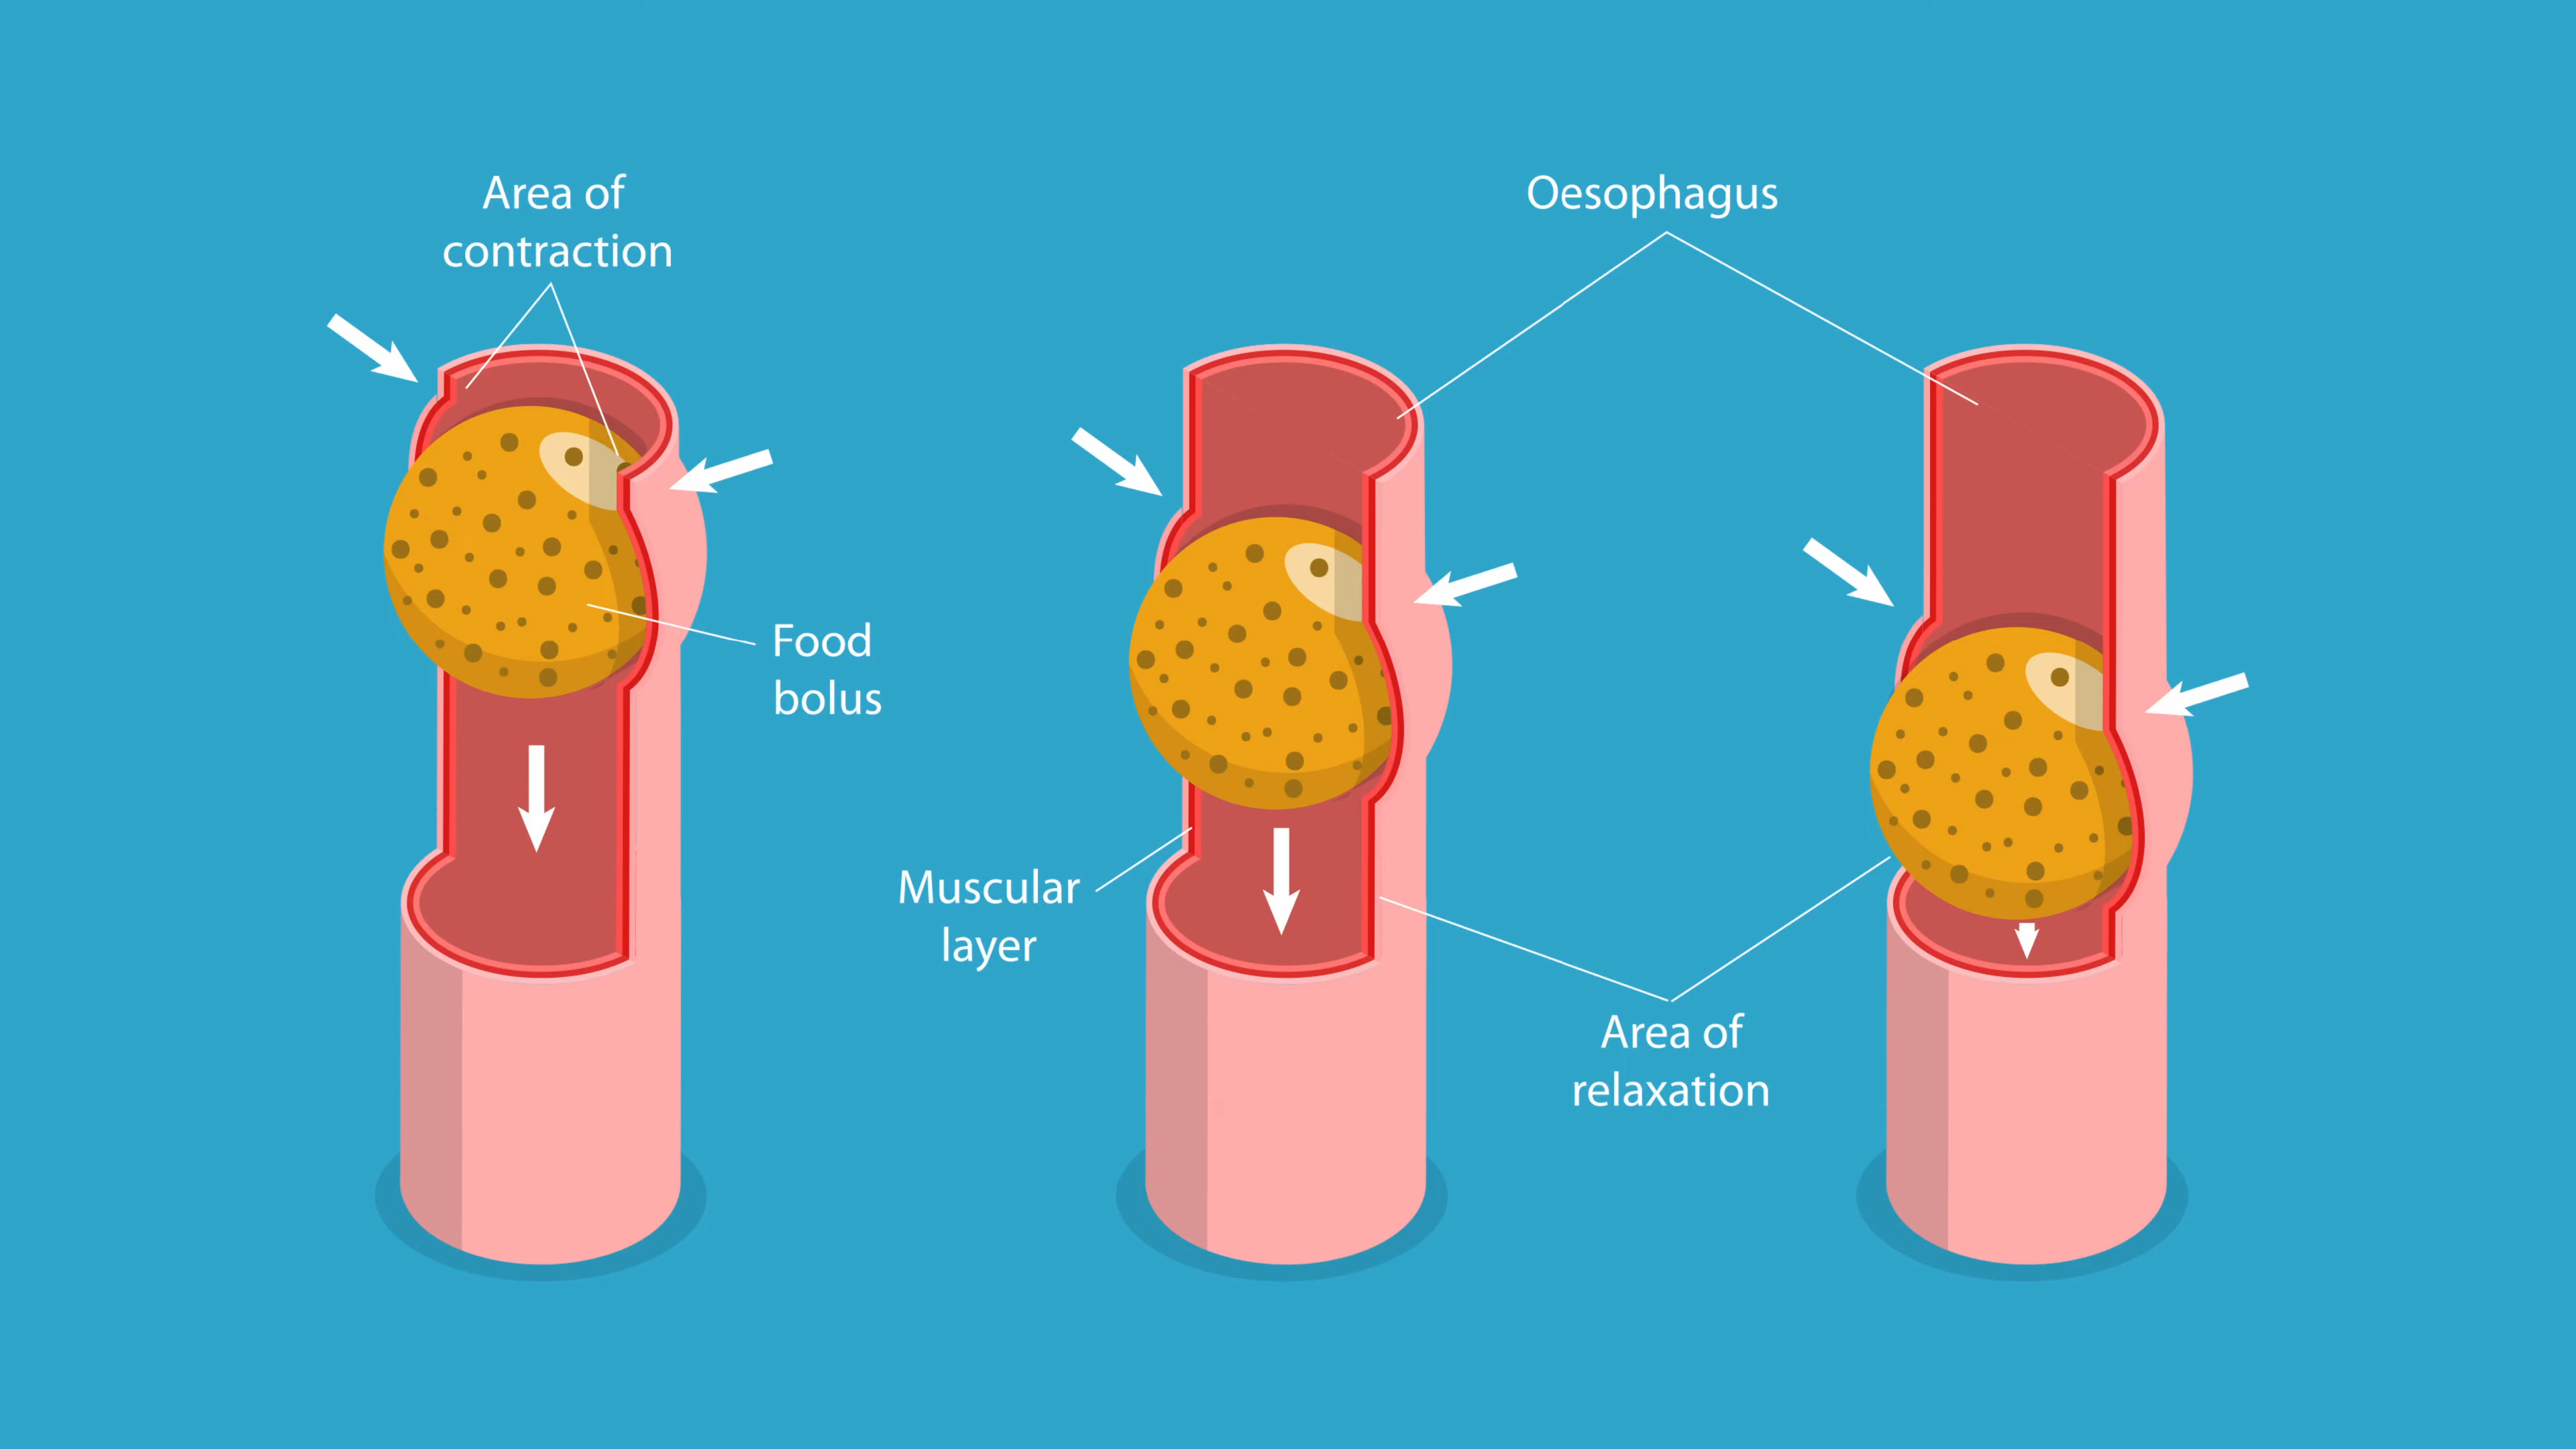 Area of
contraction
Oesophagus
Food
bolus
Muscular
layer
Area of
relaxation